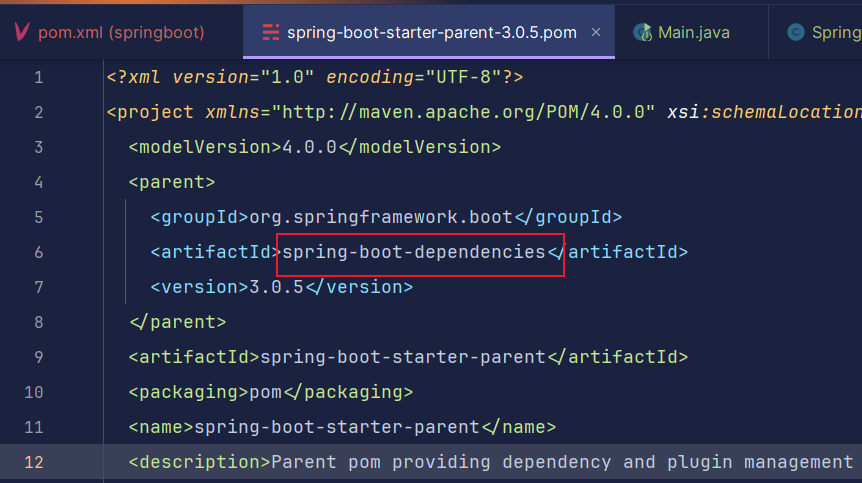 pom.xml (springboot)
spring-boot-starter-parent-3.0.5.pom
Main.java
Spring
1 <?xml version="1.0" encoding="UTF-8"?>
2 <project xmlns="http://maven.apache.org/POM/4.0.0" xsi:schemaLocation
3 <modelVersion>4.0.0</modelVersion>
4 <parent>
5 <groupId>org.springframework.boot</groupId>
6 <artifactId>spring-boot-dependencies</artifactId>
7 <version>3.0.5</version>
8 </parent>
9 <artifactId>spring-boot-starter-parent</artifactId>
10 <packaging>pom</packaging>
11 <name>spring-boot-starter-parent</name>
12 <description>Parent pom providing dependency and plugin management